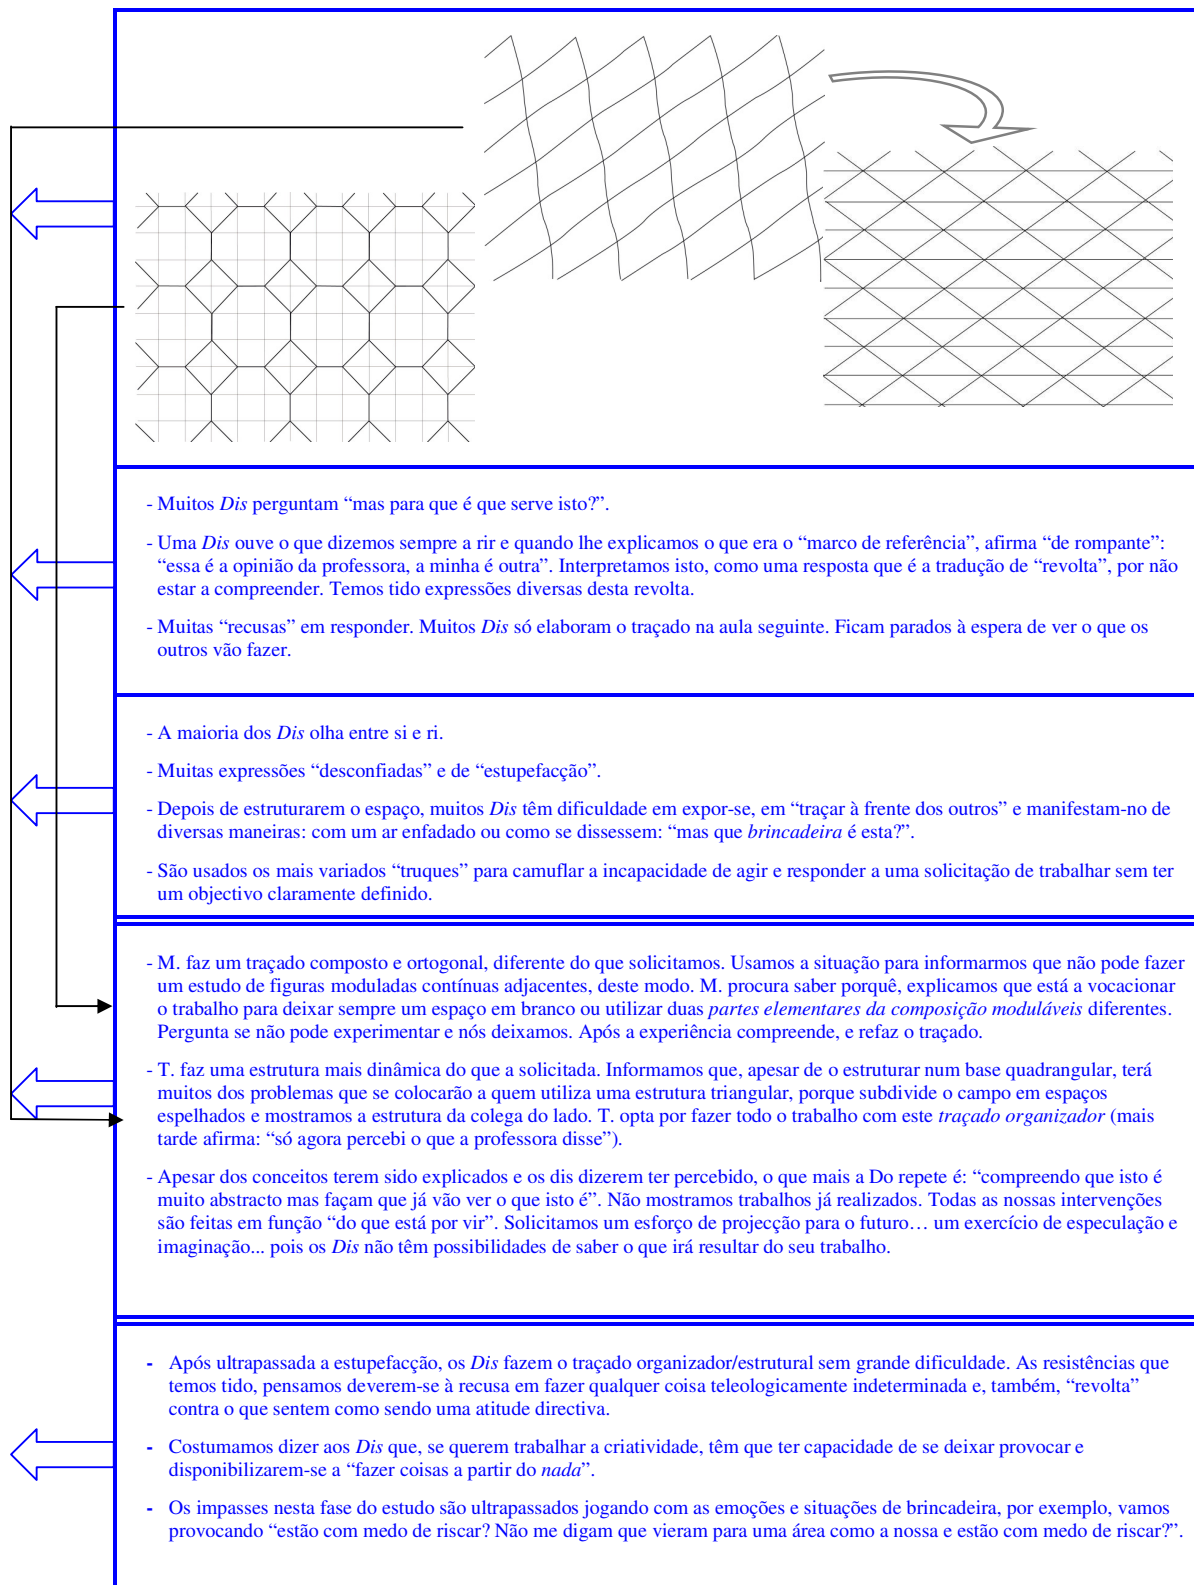 - Muitos Dis perguntam “mas para que é que serve isto?”.
- Uma Dis ouve o que dizemos sempre a rir e quando lhe explicamos o que era o “marco de referência”, afirma “de rompante”:
“essa é a opinião da professora, a minha é outra”. Interpretamos isto, como uma resposta que é a tradução de “revolta”, por não
estar a compreender. Temos tido expressões diversas desta revolta.
- Muitas “recusas” em responder. Muitos Dis só elaboram o traçado na aula seguinte. Ficam parados à espera de ver o que os
outros vão fazer.
- A maioria dos Dis olha entre si e ri.
- Muitas expressões “desconfiadas” e de “estupefacção”.
- Depois de estruturarem o espaço, muitos Dis têm dificuldade em expor-se, em “traçar à frente dos outros” e manifestam-no de
diversas maneiras: com um ar enfadado ou como se dissessem: “mas que brincadeira é esta?”.
- São usados os mais variados “truques” para camuflar a incapacidade de agir e responder a uma solicitação de trabalhar sem ter
um objectivo claramente definido.
- M. faz um traçado composto e ortogonal, diferente do que solicitamos. Usamos a situação para informarmos que não pode fazer
um estudo de figuras moduladas contínuas adjacentes, deste modo. M. procura saber porquê, explicamos que está a vocacionar
o trabalho para deixar sempre um espaço em branco ou utilizar duas partes elementares da composição moduláveis diferentes.
Pergunta se não pode experimentar e nós deixamos. Após a experiência compreende, e refaz o traçado.
- T. faz uma estrutura mais dinâmica do que a solicitada. Informamos que, apesar de o estruturar num base quadrangular, terá
muitos dos problemas que se colocarão a quem utiliza uma estrutura triangular, porque subdivide o campo em espaços
espelhados e mostramos a estrutura da colega do lado. T. opta por fazer todo o trabalho com este traçado organizador (mais
tarde afirma: “só agora percebi o que a professora disse”).
- Apesar dos conceitos terem sido explicados e os dis dizerem ter percebido, o que mais a Do repete é: “compreendo que isto é
muito abstracto mas façam que já vão ver o que isto é”. Não mostramos trabalhos já realizados. Todas as nossas intervenções
são feitas em função “do que está por vir”. Solicitamos um esforço de projecção para o futuro… um exercício de especulação e
imaginação... pois os Dis não têm possibilidades de saber o que irá resultar do seu trabalho.
- Após ultrapassada a estupefacção, os Dis fazem o traçado organizador/estrutural sem grande dificuldade. As resistências que
temos tido, pensamos deverem-se à recusa em fazer qualquer coisa teleologicamente indeterminada e, também, “revolta”
contra o que sentem como sendo uma atitude directiva.
- Costumamos dizer aos Dis que, se querem trabalhar a criatividade, têm que ter capacidade de se deixar provocar e
disponibilizarem-se a “fazer coisas a partir do nada”.
- Os impasses nesta fase do estudo são ultrapassados jogando com as emoções e situações de brincadeira, por exemplo, vamos
provocando “estão com medo de riscar? Não me digam que vieram para uma área como a nossa e estão com medo de riscar?”.